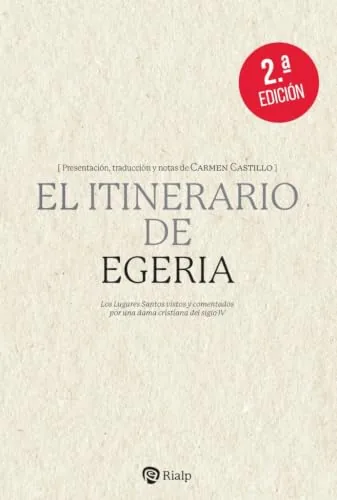 2.ª
EDICIÓN
[ Presentación, traducción y notas de CARMEN CASTILLO ]
EL ITINERARIO
DE
EGERIA
Los Lugares Santos vistos y comentados
por una dama cristiana del siglo IV
Rialp